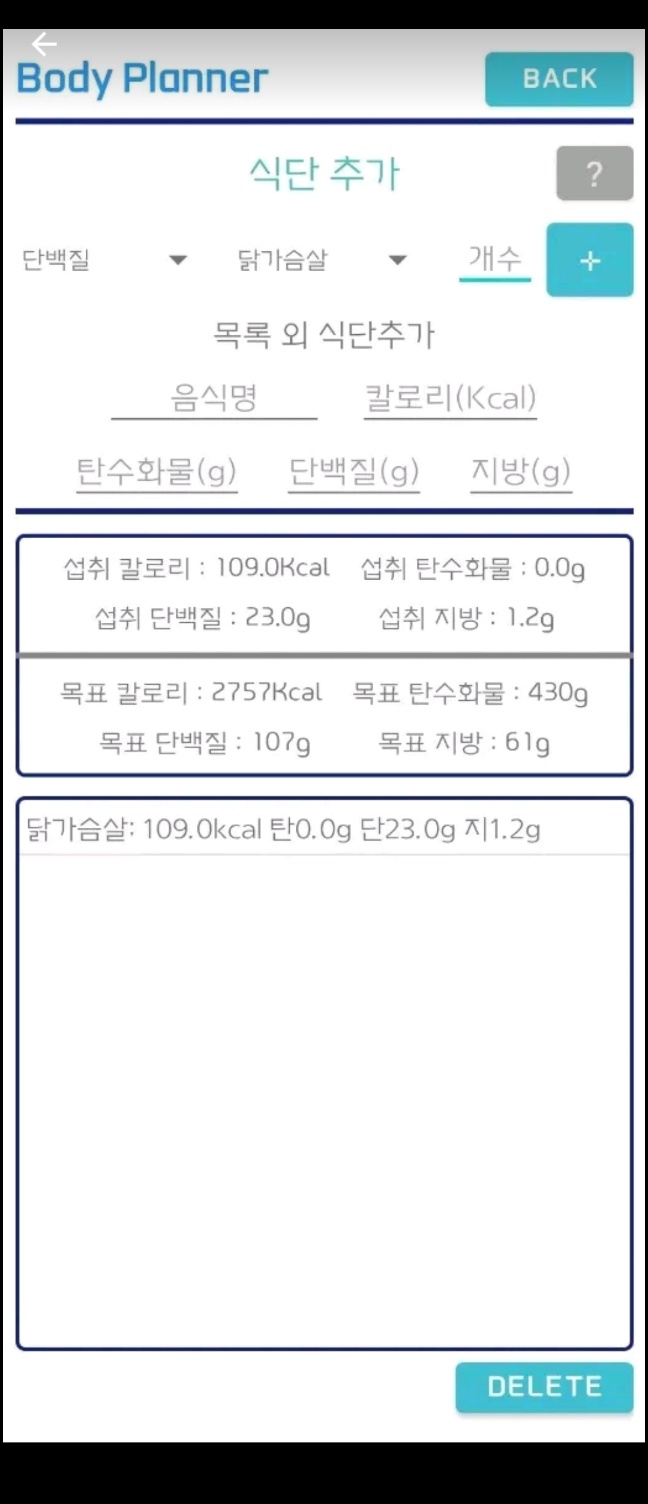 Body Planner BACK
식단 추가 ?
단백질 닭가슴살 개수 +
목록 외 식단추가
음식명 칼로리(Kcal)
탄수화물(g) 단백질(g) 지방(g)
섭취 칼로리 : 109.0Kcal 섭취 탄수화물 : 0.0g
섭취 단백질 : 23.0g 섭취 지방 : 1.2g
목표 칼로리 : 2757Kcal 목표 탄수화물 : 430g
목표 단백질 : 107g 목표 지방 : 61g
닭가슴살: 109.0kcal 탄0.0g 단23.0g 지1.2g
DELETE